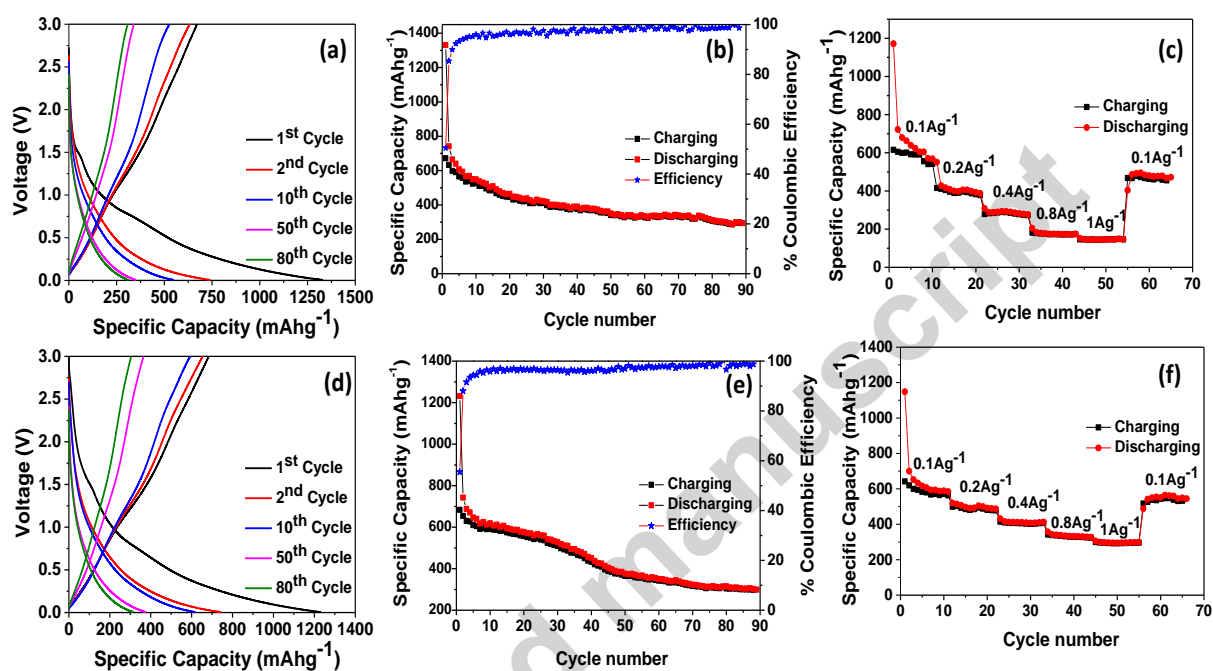 (a)
3.0
2.5
2.0
1.5
1.0
0.5
0.0
Voltage (V)
1st Cycle
2nd Cycle
10th Cycle
50th Cycle
80th Cycle
0 250 500 750 1000 1250 1500
Specific Capacity (mAhg-1)
(b)
1400
1200
1000
800
600
400
200
0
Specific Capacity (mAhg-1)
Charging
Discharging
Efficiency
100
80
60
40
20
0
% Coulombic Efficiency
0 10 20 30 40 50 60 70 80 90
Cycle number
(c)
1400
1200
1000
800
600
400
200
0
Specific Capacity (mAhg-1)
Charging
Discharging
0.1Ag-1
0.2Ag-1
0.4Ag-1
0.8Ag-1
1Ag-1
0.1Ag-1
0 10 20 30 40 50 60 70
Cycle number
(d)
3.0
2.5
2.0
1.5
1.0
0.5
0.0
Voltage (V)
1st Cycle
2nd Cycle
10th Cycle
50th Cycle
80th Cycle
0 200 400 600 800 1000 1200 1400
Specific Capacity (mAhg-1)
(e)
1400
1200
1000
800
600
400
200
Specific Capacity (mAhg-1)
Charging
Discharging
Efficiency
100
80
60
40
20
0
% Coulombic Efficiency
0 10 20 30 40 50 60 70 80 90
Cycle number
(f)
1400
1200
1000
800
600
400
200
0
Specific Capacity (mAhg-1)
Charging
Discharging
0.1Ag-1
0.2Ag-1
0.4Ag-1
0.8Ag-1
1Ag-1
0.1Ag-1
0 10 20 30 40 50 60 70
Cycle number
d manuscript